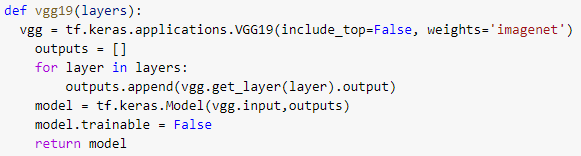 def vgg19(layers):
  vgg = tf.keras.applications.VGG19(include_top=False, weights='imagenet')
    outputs = []
    for layer in layers:
        outputs.append(vgg.get_layer(layer).output)
    model = tf.keras.Model(vgg.input,outputs)
    model.trainable = False
    return model